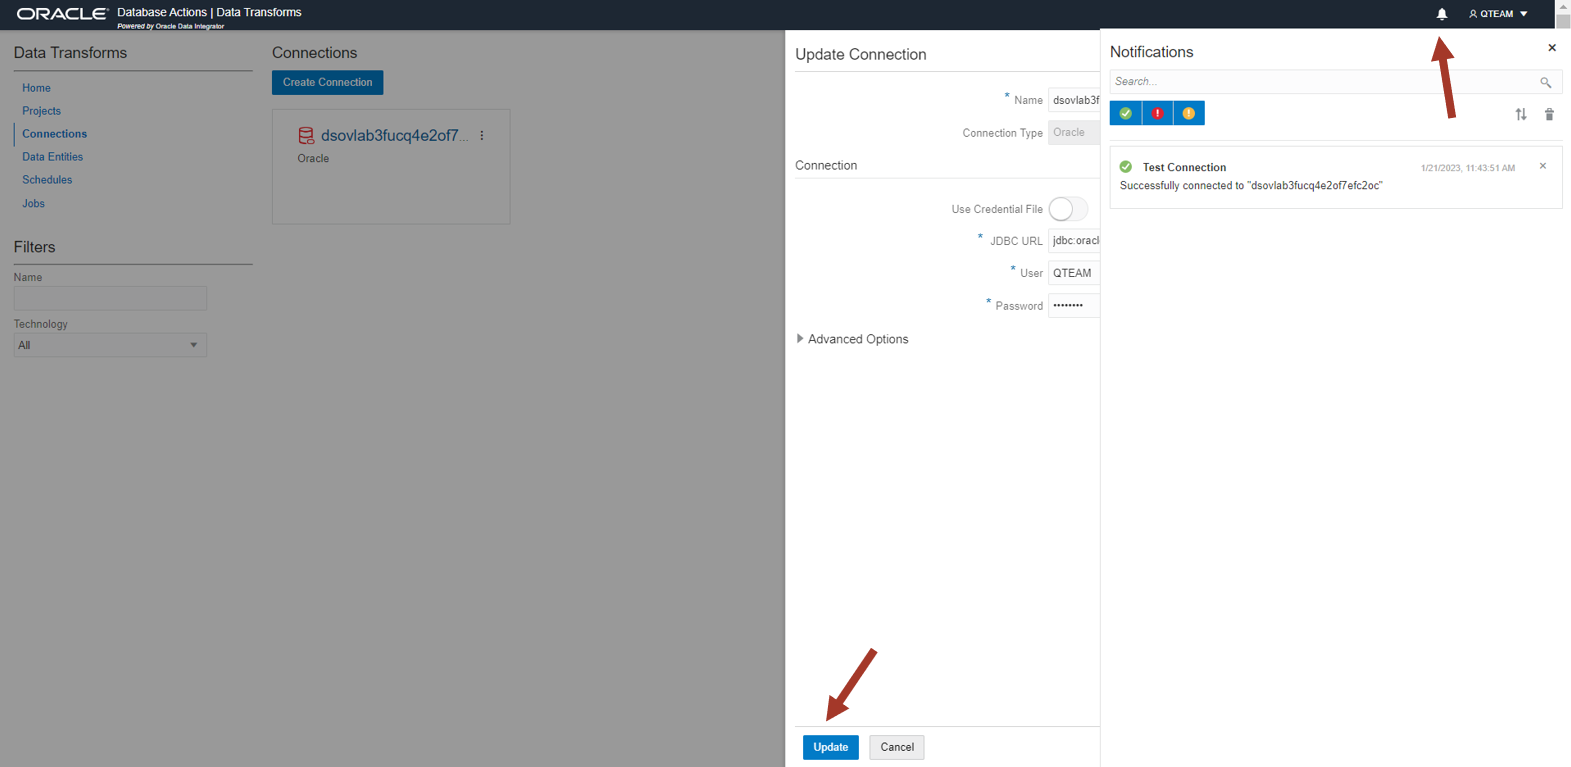 ORACLE Database Actions | Data Transforms
Powered by Oracle Data Integrator
QTEAM
Data Transforms
Home
Projects
Connections
Data Entities
Schedules
Jobs
Filters
Name
Technology
All
Connections
Create Connection
dsovlab3fucq4e2of7...
Oracle
Update Connection
* Name dsovlab3f
Connection Type Oracle
Connection
Use Credential File
* JDBC URL jdbc:oracl
* User QTEAM
* Password ••••••••
Advanced Options
Update Cancel
Notifications
Search...
Test Connection 1/21/2023, 11:43:51 AM
Successfully connected to "dsovlab3fucq4e2of7efc2oc"